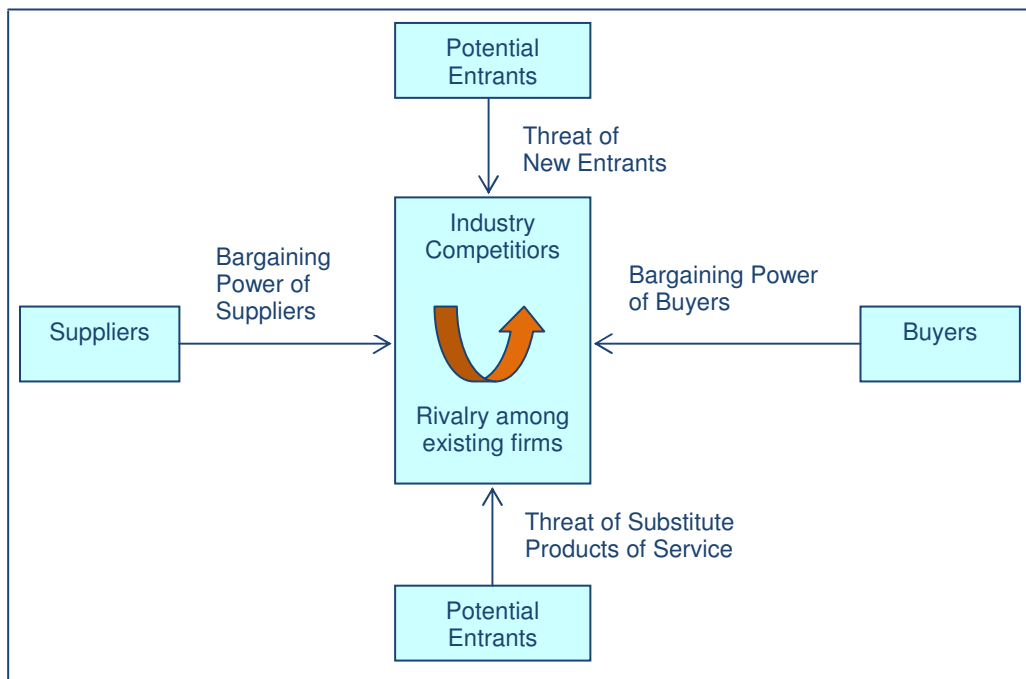 Potential
Entrants
Threat of
New Entrants
Industry
Competitiors
Bargaining
Power of
Suppliers
Bargaining Power
of Buyers
Suppliers
Buyers
Rivalry among
existing firms
Threat of Substitute
Products of Service
Potential
Entrants